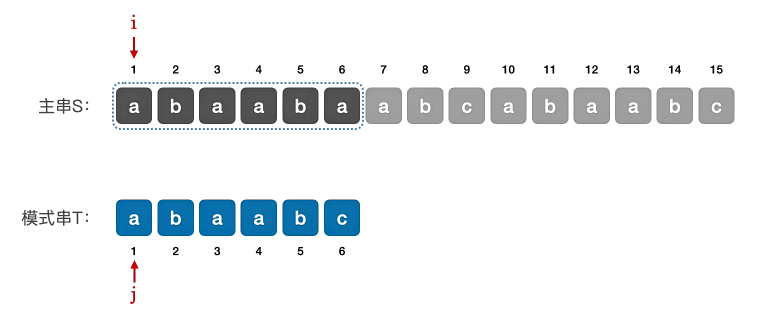 i
1 2 3 4 5 6 7 8 9 10 11 12 13 14 15
主串S: a b a a b a a b c a b a a b c
模式串T: a b a a b c
1 2 3 4 5 6
j